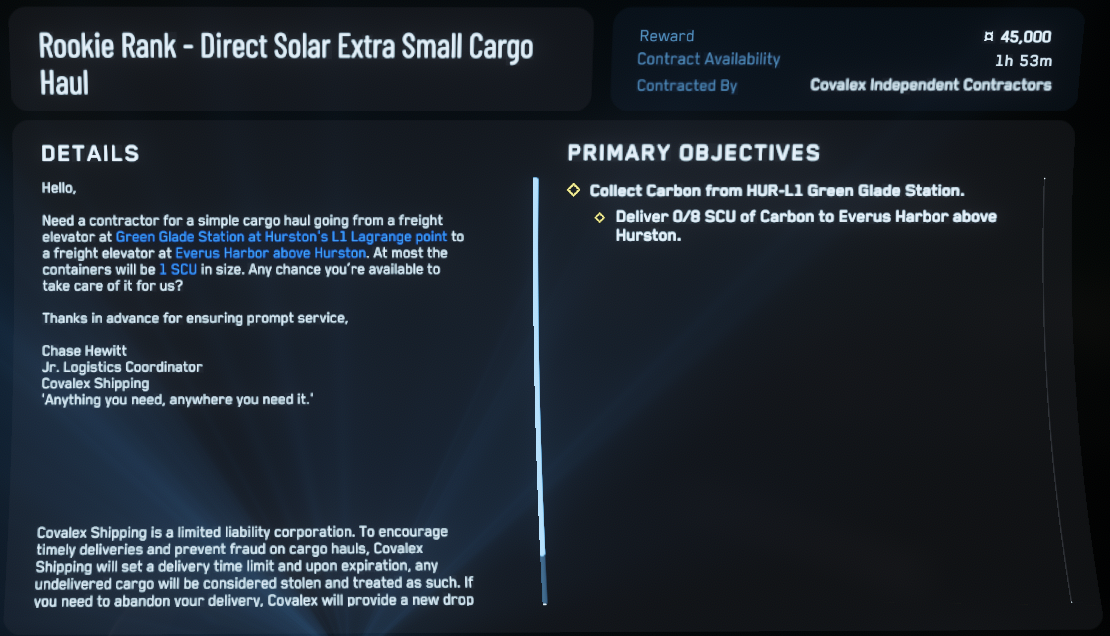 Rookie Rank - Direct Solar Extra Small Cargo
Haul
Reward ¤ 45,000
Contract Availability 1h 53m
Contracted By Covalex Independent Contractors
DETAILS
Hello,
Need a contractor for a simple cargo haul going from a freight
elevator at Green Glade Station at Hurston's L1 Lagrange point to
a freight elevator at Everus Harbor above Hurston. At most the
containers will be 1 SCU in size. Any chance you're available to
take care of it for us?
Thanks in advance for ensuring prompt service,
Chase Hewitt
Jr. Logistics Coordinator
Covalex Shipping
'Anything you need, anywhere you need it.'
Covalex Shipping is a limited liability corporation. To encourage
timely deliveries and prevent fraud on cargo hauls, Covalex
Shipping will set a delivery time limit and upon expiration, any
undelivered cargo will be considered stolen and treated as such. If
you need to abandon your delivery, Covalex will provide a new drop
PRIMARY OBJECTIVES
Collect Carbon from HUR-L1 Green Glade Station.
Deliver 0/8 SCU of Carbon to Everus Harbor above
Hurston.